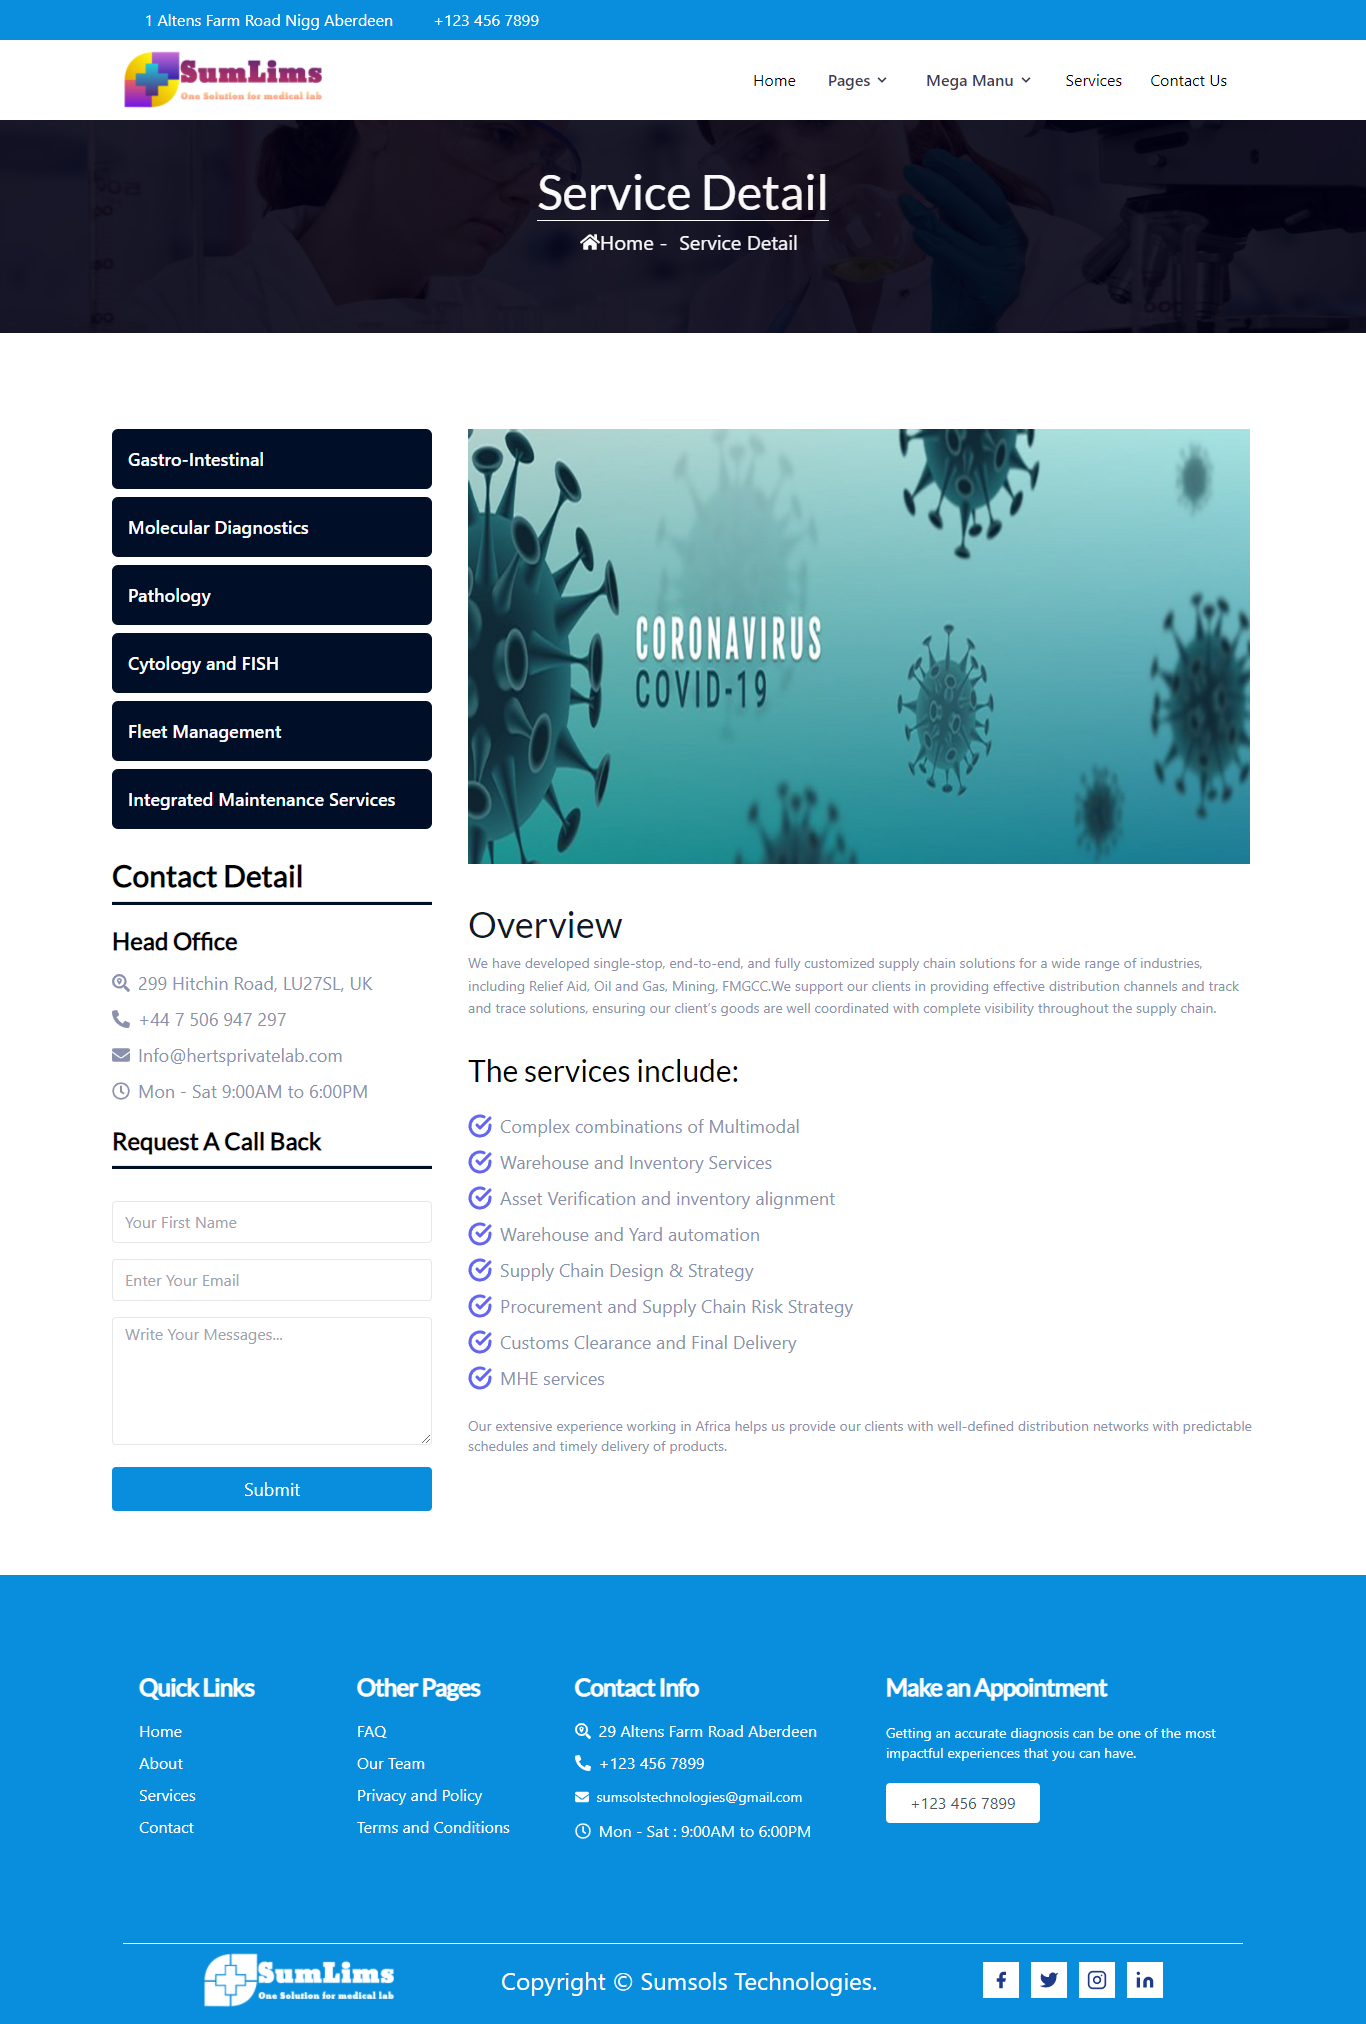 1 Altens Farm Road Nigg Aberdeen +123 456 7899
SumLims
One Solution for medical lab
Home Pages Mega Manu Services Contact Us
Service Detail
Home - Service Detail
Gastro-Intestinal
Molecular Diagnostics
Pathology
Cytology and FISH
Fleet Management
Integrated Maintenance Services
Contact Detail
Head Office
299 Hitchin Road, LU27SL, UK
+44 7 506 947 297
Info@hertsprivatelab.com
Mon - Sat 9:00AM to 6:00PM
Request A Call Back
Your First Name
Enter Your Email
Write Your Messages...
Submit
CORONAVIRUS
COVID-19
Overview
We have developed single-stop, end-to-end, and fully customized supply chain solutions for a wide range of industries,
including Relief Aid, Oil and Gas, Mining, FMGCC.We support our clients in providing effective distribution channels and track
and trace solutions, ensuring our client’s goods are well coordinated with complete visibility throughout the supply chain.
The services include:
Complex combinations of Multimodal
Warehouse and Inventory Services
Asset Verification and inventory alignment
Warehouse and Yard automation
Supply Chain Design & Strategy
Procurement and Supply Chain Risk Strategy
Customs Clearance and Final Delivery
MHE services
Our extensive experience working in Africa helps us provide our clients with well-defined distribution networks with predictable
schedules and timely delivery of products.
Quick Links
Home
About
Services
Contact
Other Pages
FAQ
Our Team
Privacy and Policy
Terms and Conditions
Contact Info
29 Altens Farm Road Aberdeen
+123 456 7899
sumsolstechnologies@gmail.com
Mon - Sat : 9:00AM to 6:00PM
Make an Appointment
Getting an accurate diagnosis can be one of the most
impactful experiences that you can have.
+123 456 7899
SumLims
One Solution for medical lab
Copyright © Sumsols Technologies.